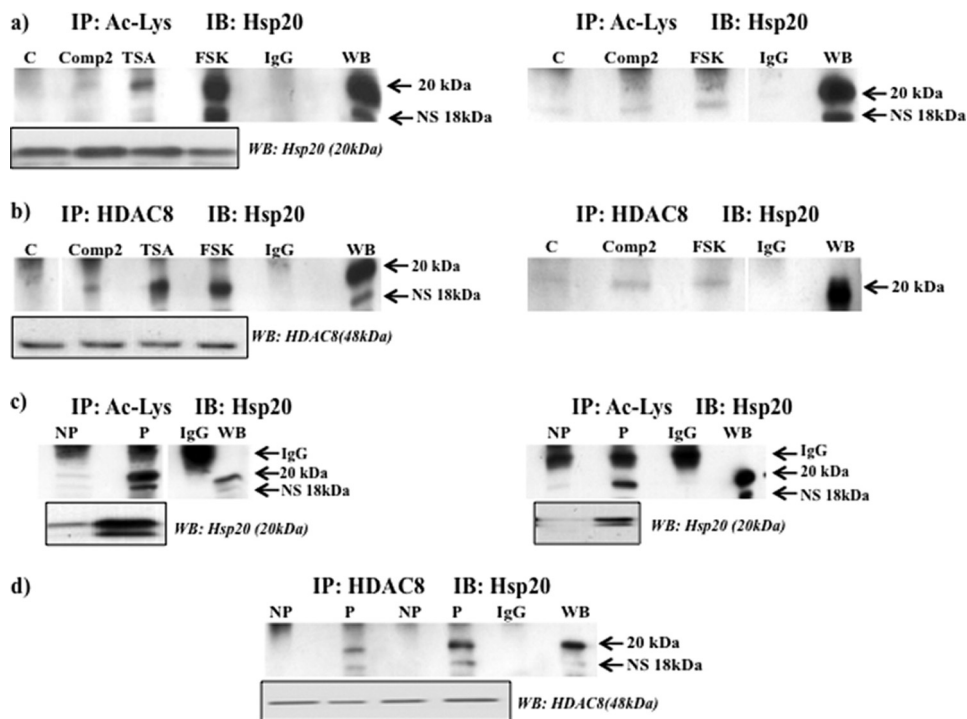 a) IP: Ac-Lys IB: Hsp20 IP: Ac-Lys IB: Hsp20
C Comp2 TSA FSK IgG WB C Comp2 FSK IgG WB
20 kDa
20 kDa
NS 18kDa NS 18kDa
WB: Hsp20 (20kDa)
b) IP: HDAC8 IB: Hsp20 IP: HDAC8 IB: Hsp20
C Comp2 TSA FSK IgG WB C Comp2 FSK IgG WB
20 kDa
20 kDa
NS 18kDa
WB: HDAC8(48kDa)
c) IP: Ac-Lys IB: Hsp20 IP: Ac-Lys IB: Hsp20
NP P IgG WB NP P IgG WB
IgG IgG
20 kDa 20 kDa
NS 18kDa NS 18kDa
WB: Hsp20 (20kDa) WB: Hsp20 (20kDa)
d) IP: HDAC8 IB: Hsp20
NP P NP P IgG WB
20 kDa
NS 18kDa
WB: HDAC8(48kDa)